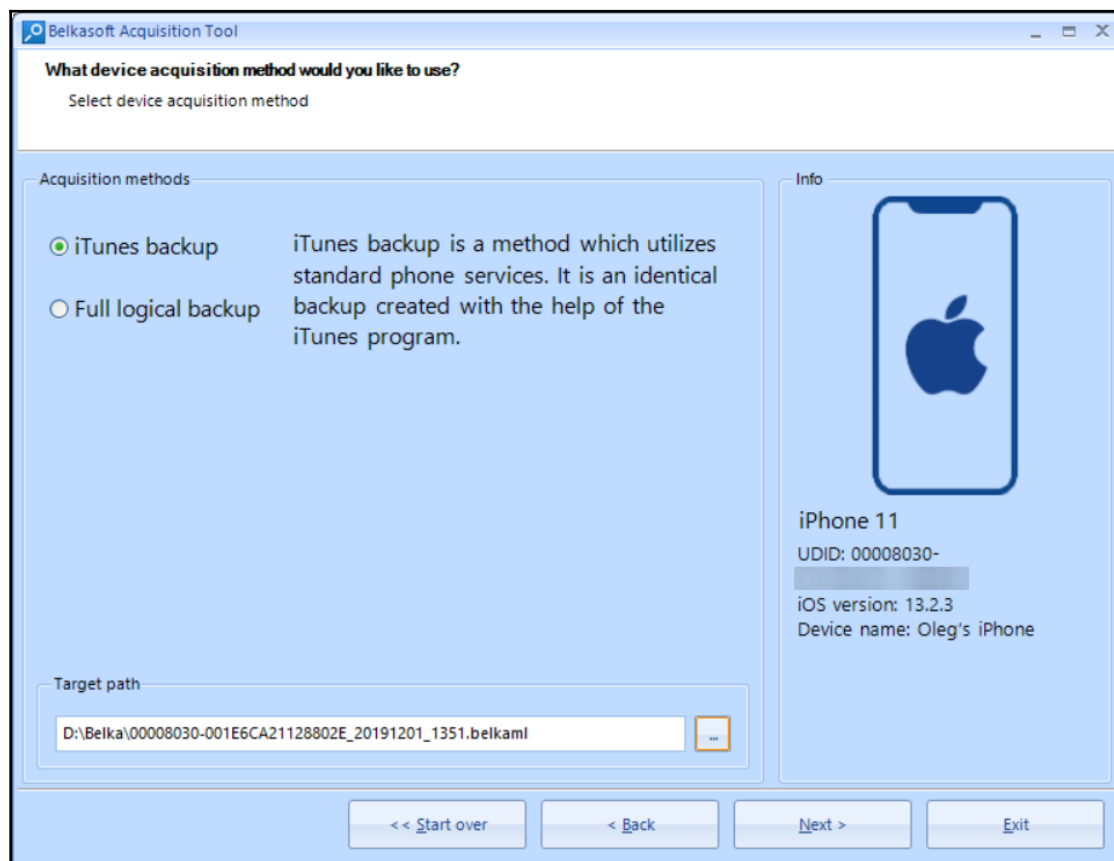 Belkasoft Acquisition Tool
What device acquisition method would you like to use?
Select device acquisition method
Acquisition methods
iTunes backup
Full logical backup
iTunes backup is a method which utilizes
standard phone services. It is an identical
backup created with the help of the
iTunes program.
Target path
D:\Belka\00008030-001E6CA21128802E_20191201_1351.belkaml
...
Info
iPhone 11
UDID: 00008030-
iOS version: 13.2.3
Device name: Oleg's iPhone
<< Start over
< Back
Next >
Exit